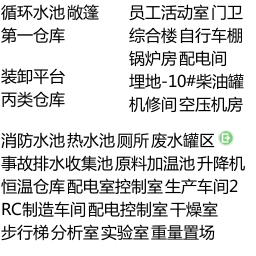 循环水池 敞篷
第一仓库
装卸平台
丙类仓库
员工活动室 门卫
综合楼 自行车棚
锅炉房 配电间
埋地-10#柴油罐
机修间 空压机房
消防水池 热水池 厕所 废水罐区
事故排水收集池 原料加温池 升降机
恒温仓库 配电室控制室 生产车间2
RC制造车间 配电控制室 干燥室
步行梯 分析室 实验室 重量置场